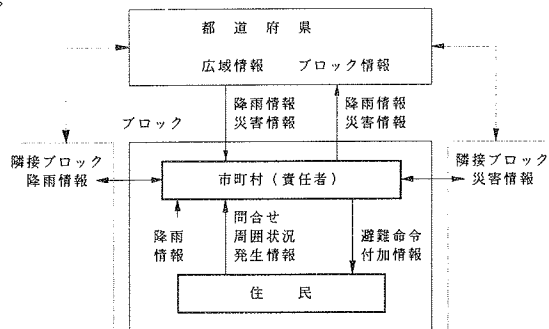 都道府県
広域情報 ブロック情報
降雨情報 降雨情報
災害情報 災害情報
ブロック
隣接ブロック
降雨情報
市町村(責任者)
隣接ブロック
災害情報
降雨
情報
問合せ
周囲状況
発生情報
避難命令
付加情報
住民